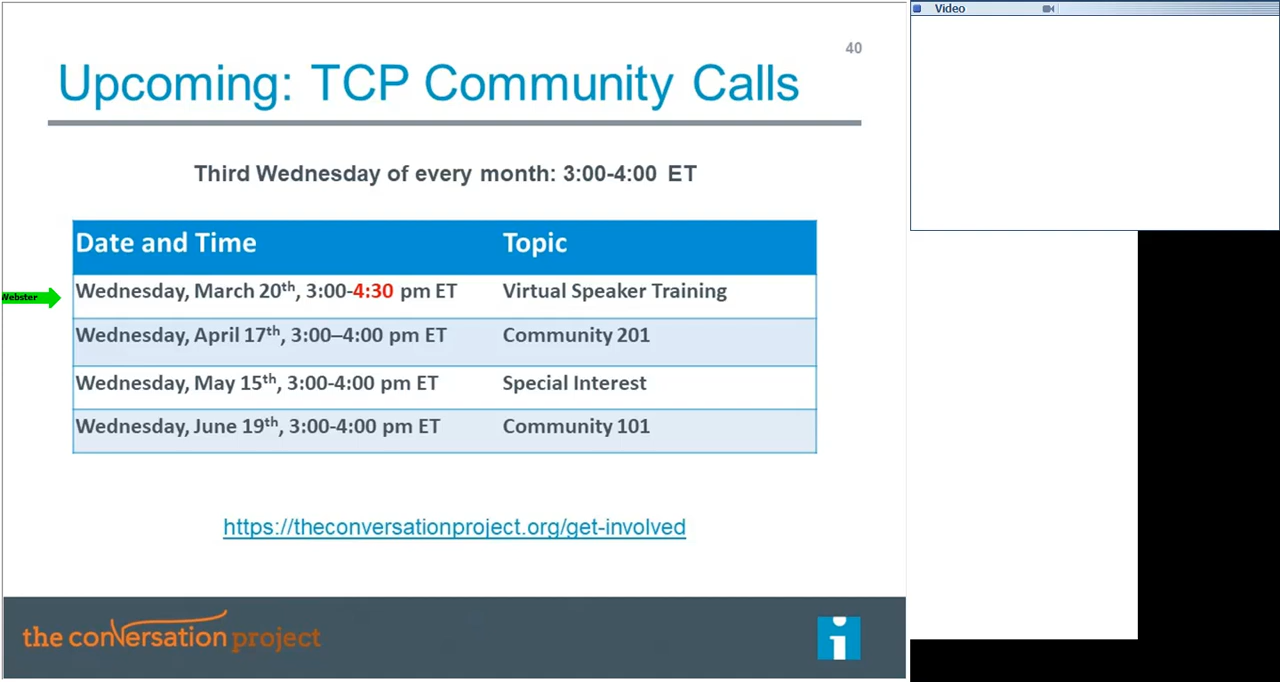 Video
40
Upcoming: TCP Community Calls
Third Wednesday of every month: 3:00-4:00 ET
Date and Time Topic
Wednesday, March 20th, 3:00-4:30 pm ET Virtual Speaker Training
Webster
Wednesday, April 17th, 3:00–4:00 pm ET Community 201
Wednesday, May 15th, 3:00-4:00 pm ET Special Interest
Wednesday, June 19th, 3:00-4:00 pm ET Community 101
https://theconversationproject.org/get-involved
the conversation project
i